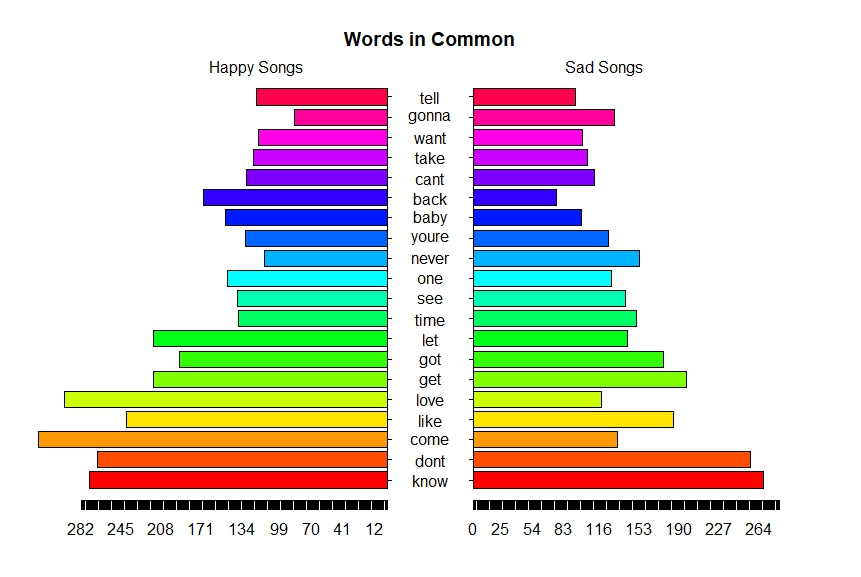 Words in Common
Happy Songs Sad Songs
tell
gonna
want
take
cant
back
baby
youre
never
one
see
time
let
got
get
love
like
come
dont
know
282 245 208 171 134 99 70 41 12 0 25 54 83 116 153 190 227 264